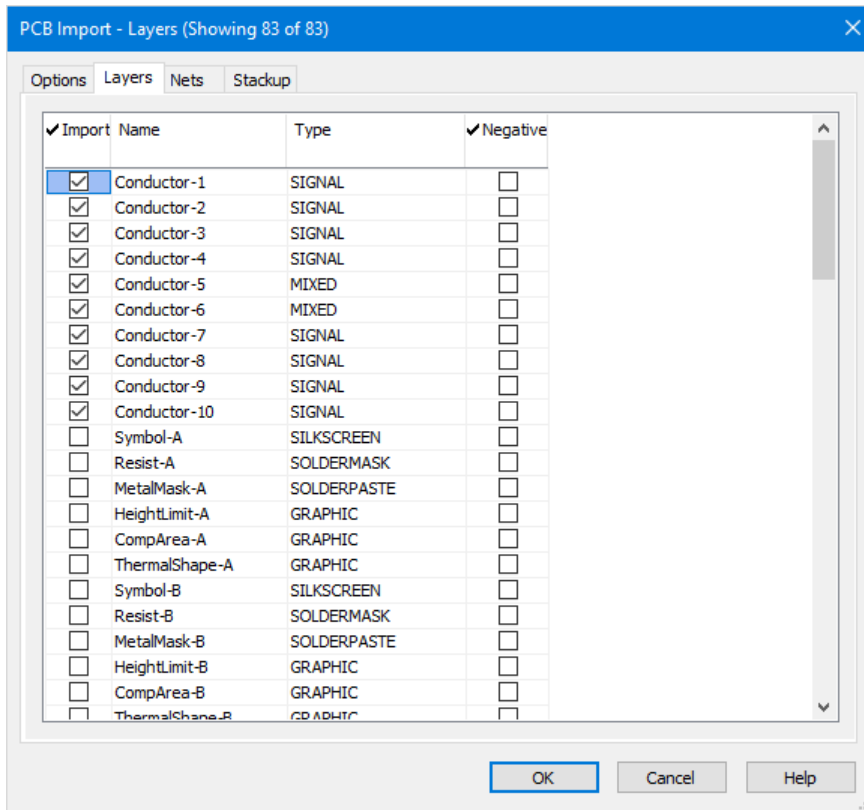 PCB Import - Layers (Showing 83 of 83)
Options Layers Nets Stackup
Import Name Type Negative
Conductor-1 SIGNAL
Conductor-2 SIGNAL
Conductor-3 SIGNAL
Conductor-4 SIGNAL
Conductor-5 MIXED
Conductor-6 MIXED
Conductor-7 SIGNAL
Conductor-8 SIGNAL
Conductor-9 SIGNAL
Conductor-10 SIGNAL
Symbol-A SILKSCREEN
Resist-A SOLDERMASK
MetalMask-A SOLDERPASTE
HeightLimit-A GRAPHIC
CompArea-A GRAPHIC
ThermalShape-A GRAPHIC
Symbol-B SILKSCREEN
Resist-B SOLDERMASK
MetalMask-B SOLDERPASTE
HeightLimit-B GRAPHIC
CompArea-B GRAPHIC
ThermalShape-B GRAPHIC
OK Cancel Help